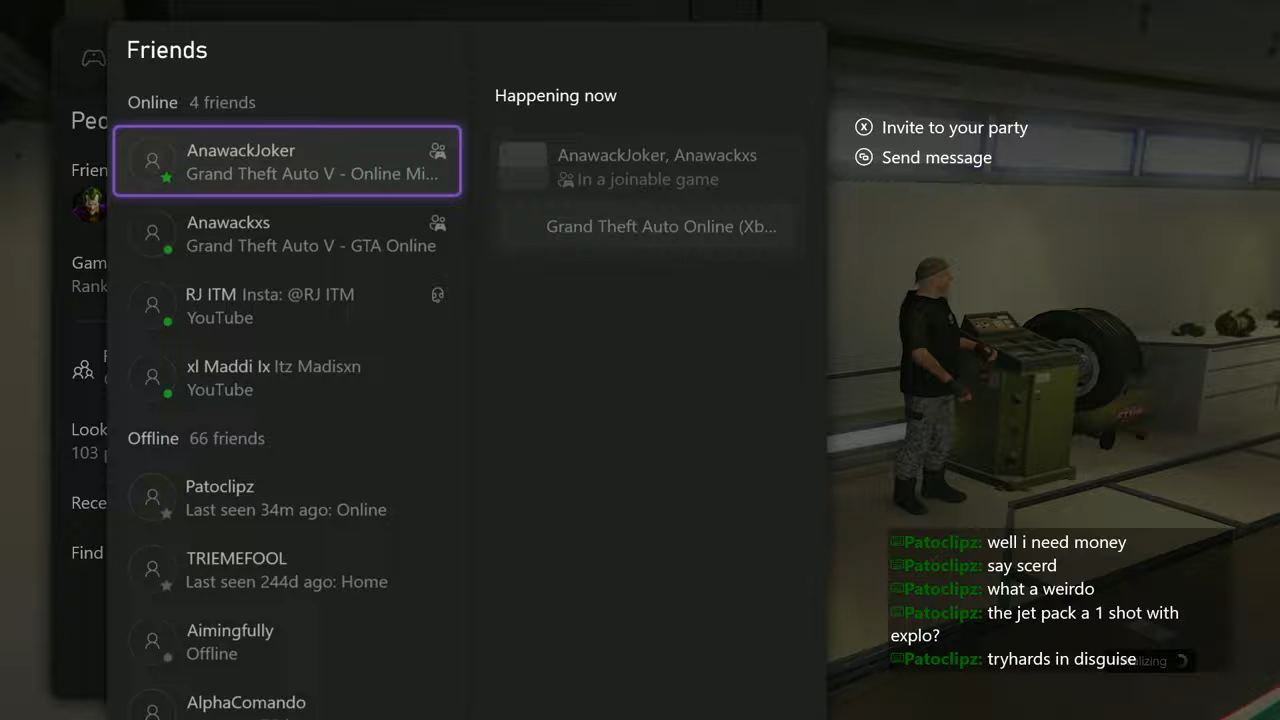 Friends
Online 4 friends
AnawackJoker
Grand Theft Auto V - Online Mi...
Anawackxs
Grand Theft Auto V - GTA Online
RJ ITM Insta: @RJ ITM
YouTube
xl Maddi Ix Itz Madisxn
YouTube
Offline 66 friends
Patoclipz
Last seen 34m ago: Online
TRIEMEFOOL
Last seen 244d ago: Home
Aimingfully
Offline
AlphaComando
Happening now
AnawackJoker, Anawackxs
In a joinable game
Grand Theft Auto Online (Xb...
Invite to your party
Send message
Patoclipz: well i need money
Patoclipz: say scerd
Patoclipz: what a weirdo
Patoclipz: the jet pack a 1 shot with
explo?
Patoclipz: tryhards in disguise